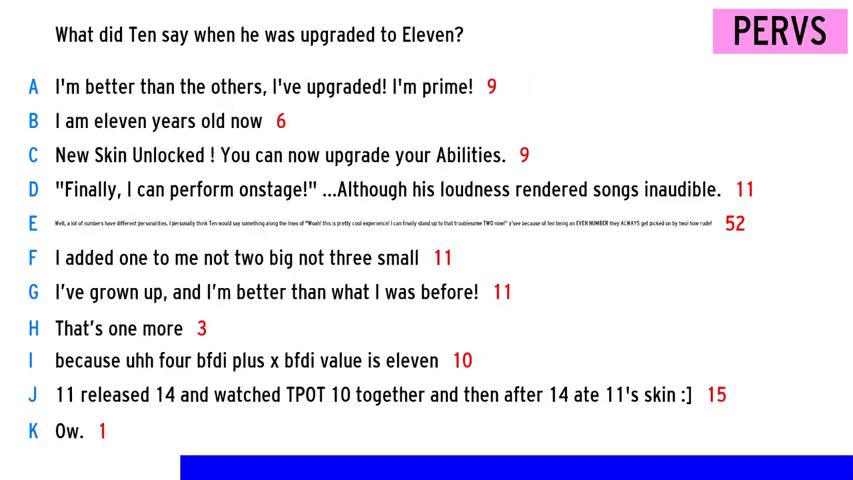 What did Ten say when he was upgraded to Eleven?
PERVS
A I'm better than the others, I've upgraded! I'm prime! 9
B I am eleven years old now 6
C New Skin Unlocked ! You can now upgrade your Abilities. 9
D "Finally, I can perform onstage!" ...Although his loudness rendered songs inaudible. 11
E Well, a lot of numbers have different personalities. I personally think Ten would say something along the lines of "Woah! this is pretty cool experience! I can finally stand up to that troublesome TWO now!" y'see because of ten being an EVEN NUMBER they ALWAYS get picked on by two! how rude! 52
F I added one to me not two big not three small 11
G I've grown up, and I'm better than what I was before! 11
H That's one more 3
I because uhh four bfdi plus x bfdi value is eleven 10
J 11 released 14 and watched TPOT 10 together and then after 14 ate 11's skin :] 15
K Ow. 1